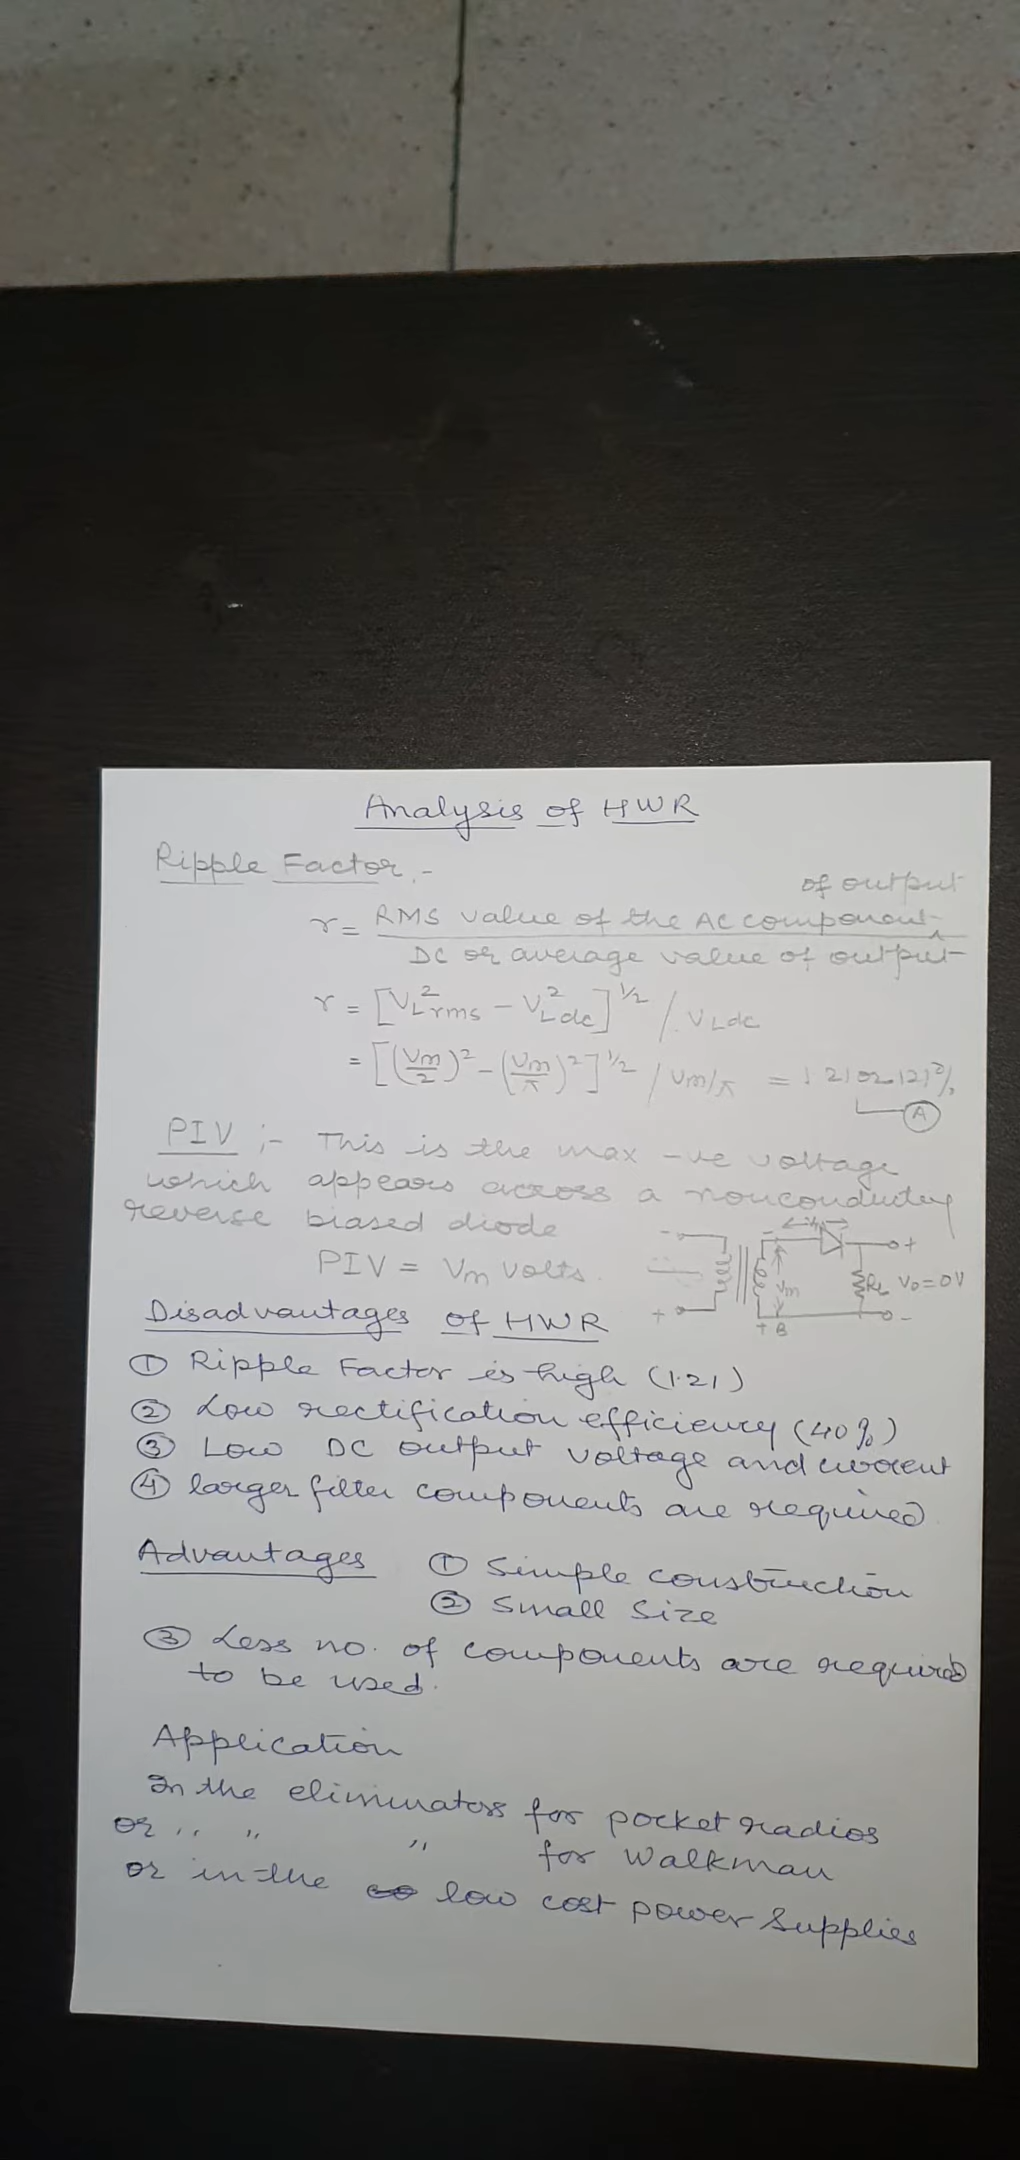 Analysis of HWR
Ripple Factor :-
of output
r = RMS value of the AC component
DC or average value of output
r = [V²Lrms - V²Ldc]^1/2 / VLdc
= [(Vm/2)² - (Vm/π)²]^1/2 / Vm/π = 1.21 or 121%
A
PIV :- This is the max -ve voltage
which appears across a nonconducting
reverse biased diode
PIV = Vm volts.
- - +
Vm RL Vo = 0V
+ + B -
Disadvantages of HWR
① Ripple Factor is high (1.21)
② Low rectification efficiency (40%)
③ Low DC output voltage and current
④ larger filter components are required
Advantages ① Simple construction
② Small Size
③ Less no. of components are required
to be used.
Application
In the eliminators for pocket radios
or " " " for Walkman
or in the low cost power Supplies